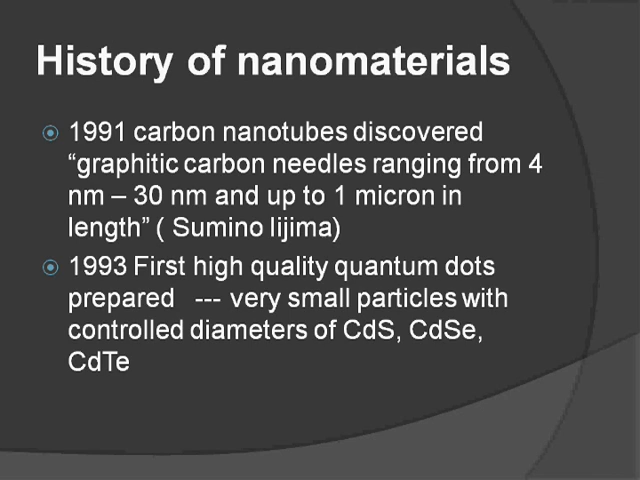 History of nanomaterials
1991 carbon nanotubes discovered
“graphitic carbon needles ranging from 4
nm – 30 nm and up to 1 micron in
length” ( Sumino Iijima)
1993 First high quality quantum dots
prepared --- very small particles with
controlled diameters of CdS, CdSe,
CdTe